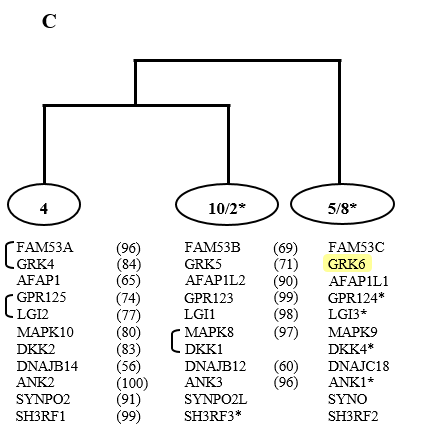 C
4 10/2* 5/8*
FAM53A (96) FAM53B (69) FAM53C
GRK4 (84) GRK5 (71) GRK6
AFAP1 (65) AFAP1L2 (90) AFAP1L1
GPR125 (74) GPR123 (99) GPR124*
LGI2 (77) LGI1 (98) LGI3*
MAPK10 (80) MAPK8 (97) MAPK9
DKK2 (83) DKK1 DKK4*
DNAJB14 (56) DNAJB12 (60) DNAJC18
ANK2 (100) ANK3 (96) ANK1*
SYNPO2 (91) SYNPO2L SYNO
SH3RF1 (99) SH3RF3* SH3RF2